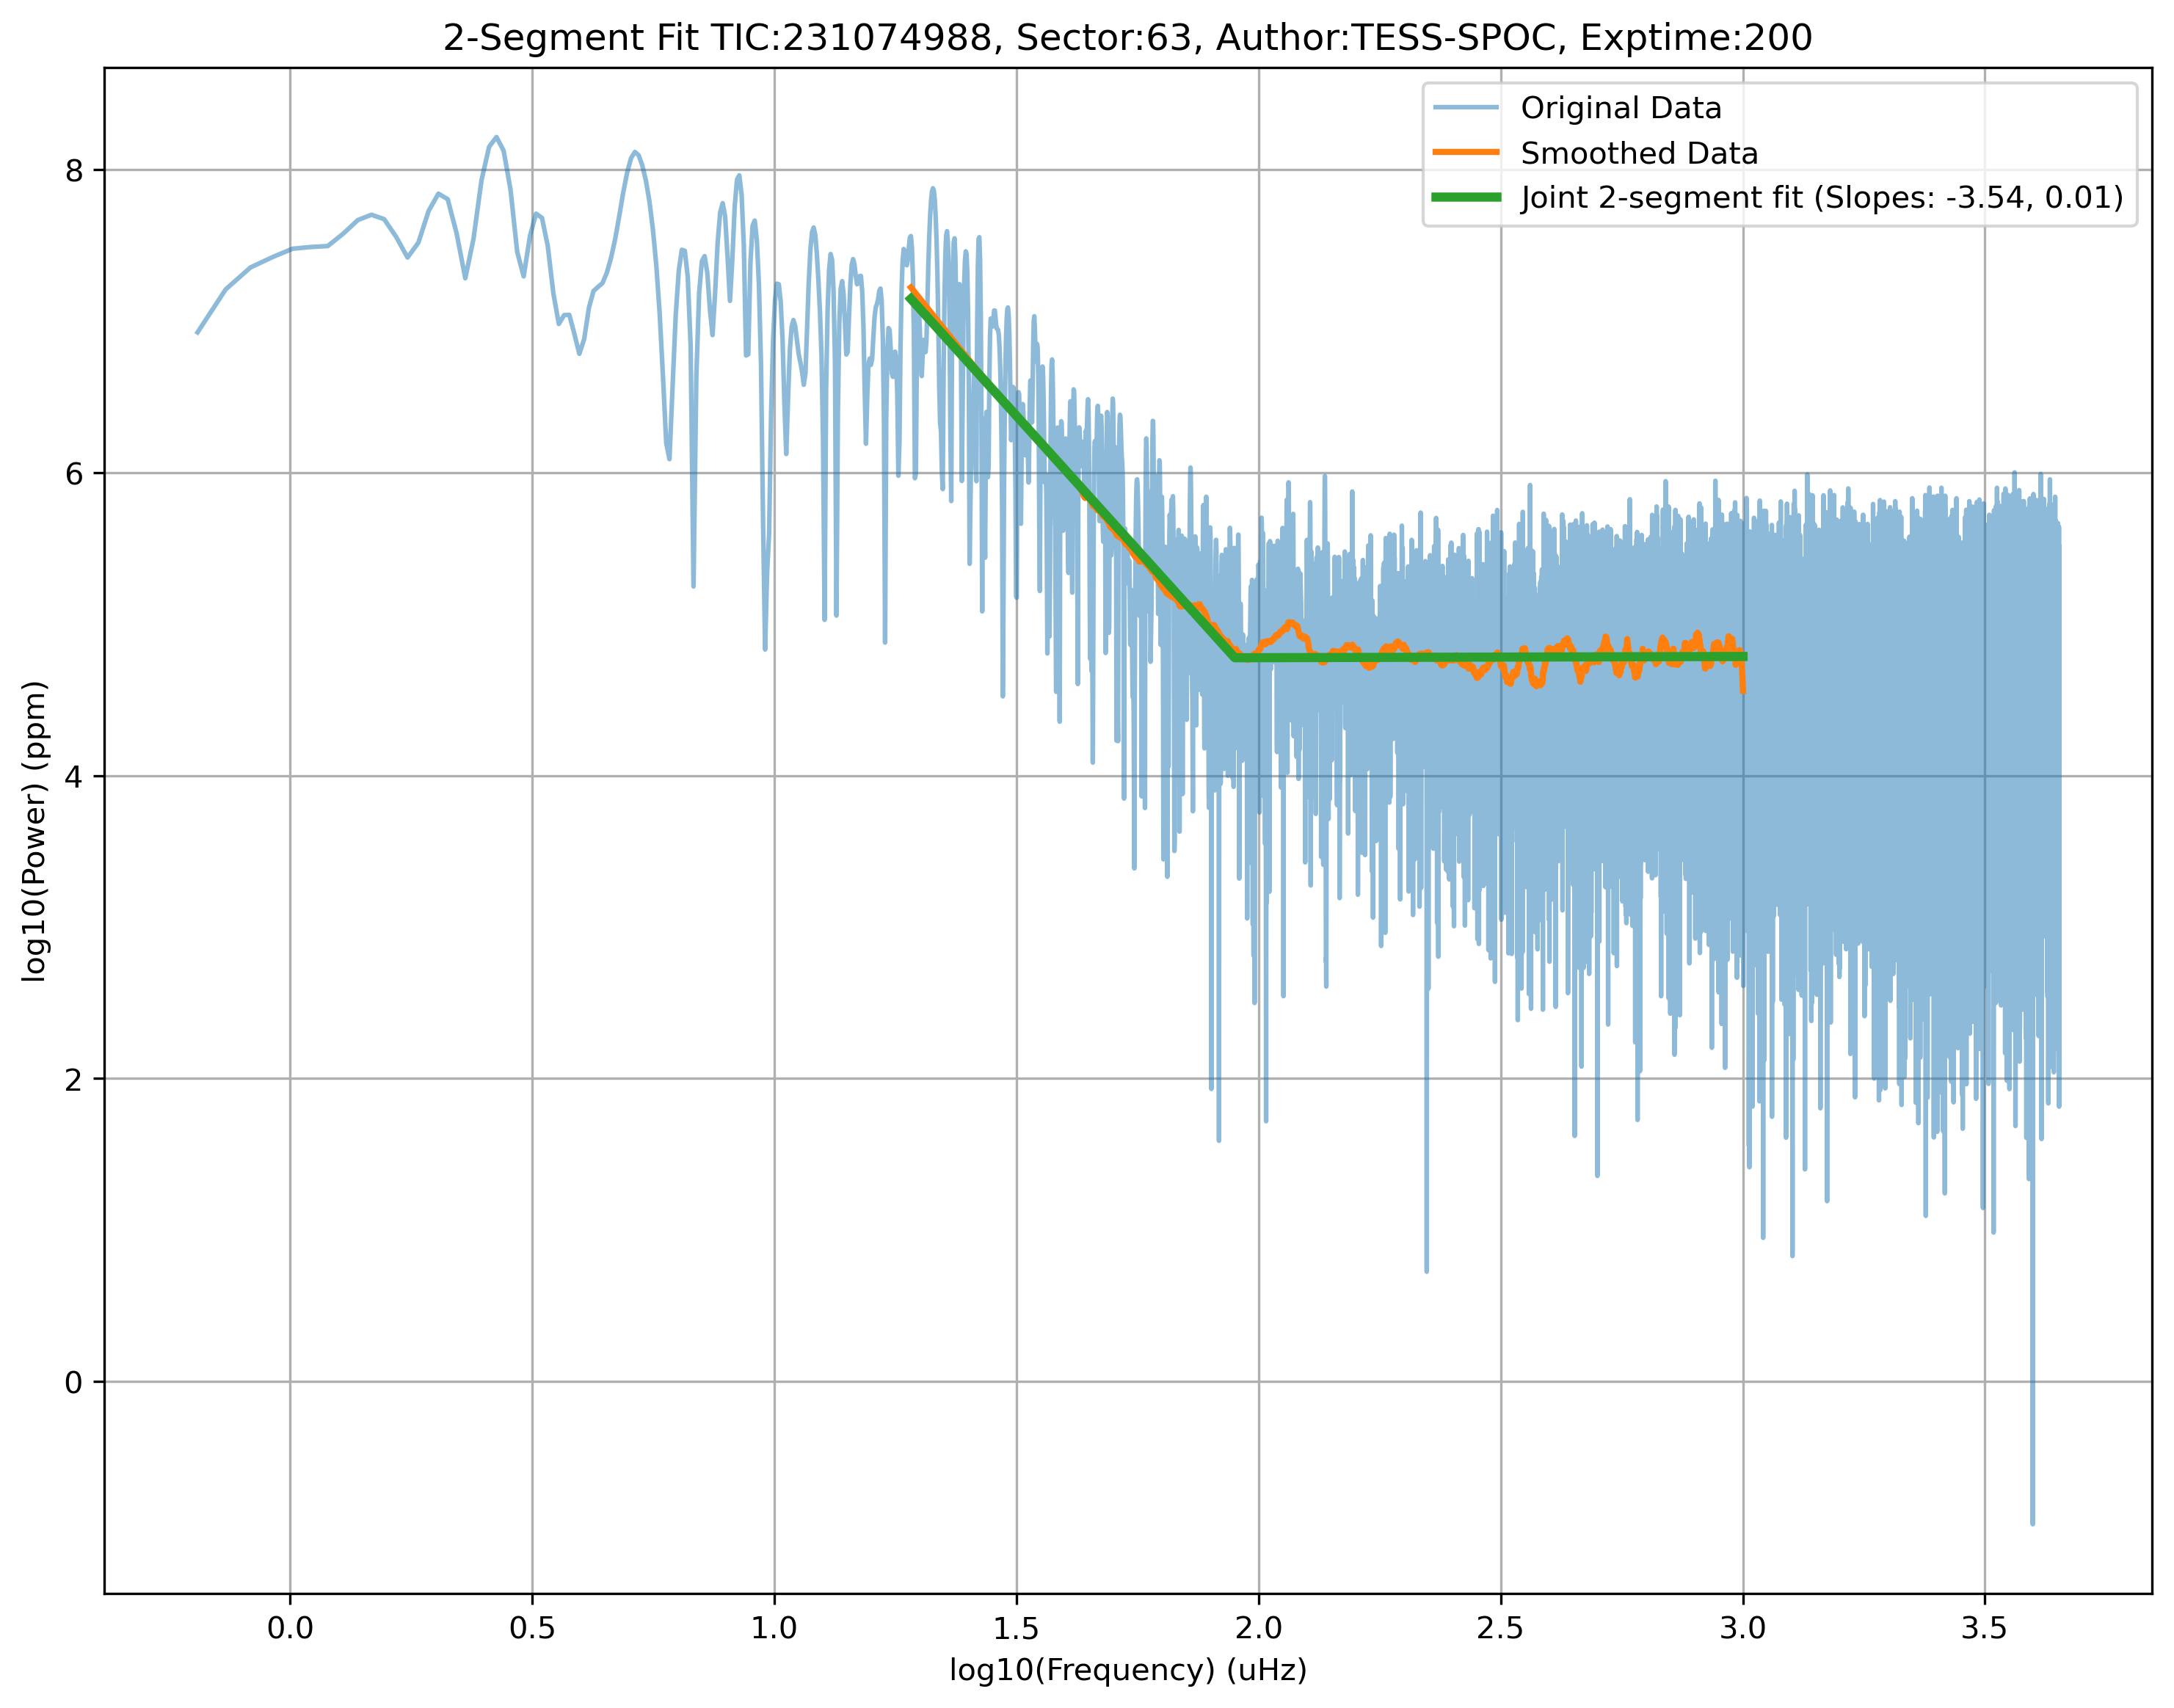 2-Segment Fit TIC:231074988, Sector:63, Author:TESS-SPOC, Exptime:200
Original Data
Smoothed Data
Joint 2-segment fit (Slopes: -3.54, 0.01)
log10(Power) (ppm)
8
6
4
2
0
0.0 0.5 1.0 1.5 2.0 2.5 3.0 3.5
log10(Frequency) (uHz)